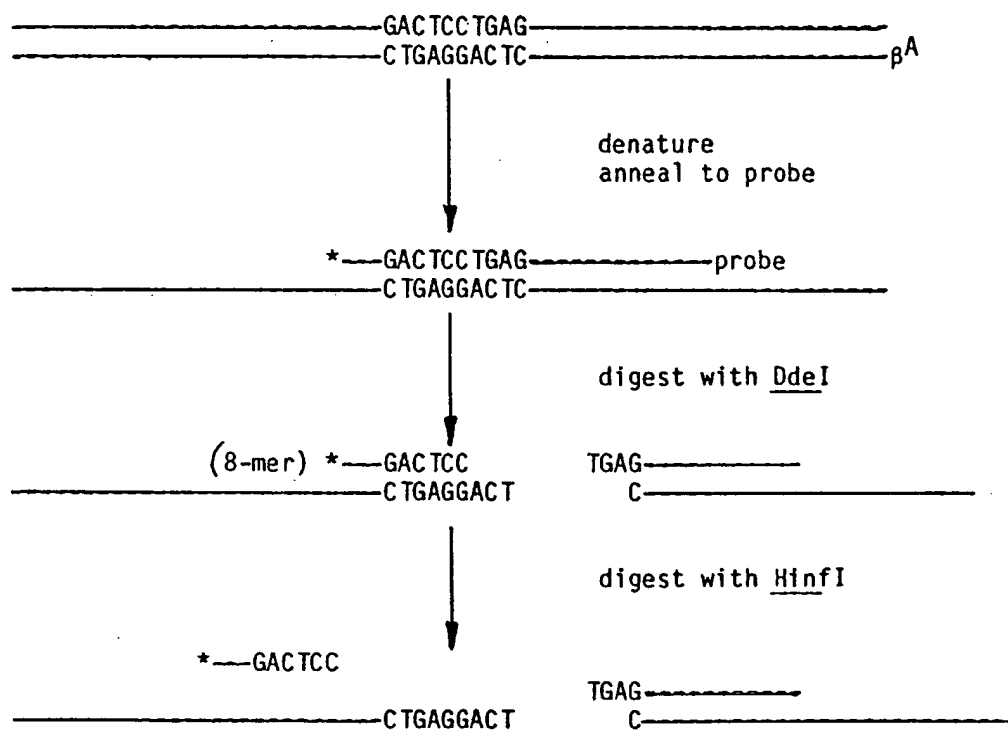 GACTCCTGAG
CTGAGGACTC βA
denature
anneal to probe
* GACTCCTGAG probe
CTGAGGACTC
digest with DdeI
(8-mer) * GACTCC TGAG
CTGAGGACT C
digest with HinfI
* GACTCC
TGAG
CTGAGGACT C